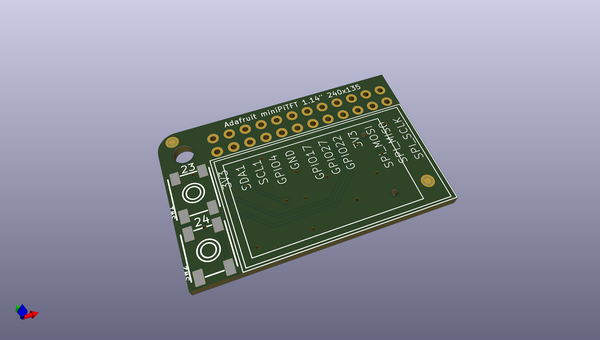 Adafruit miniPiTFT 1.14" 240x135
23
24
3V3
SDA1
SCL1
GPIO4
GND
GPIO17
GPIO27
GPIO22
3V3
SPI_MOSI
SPI_MISO
SPI_SCLK